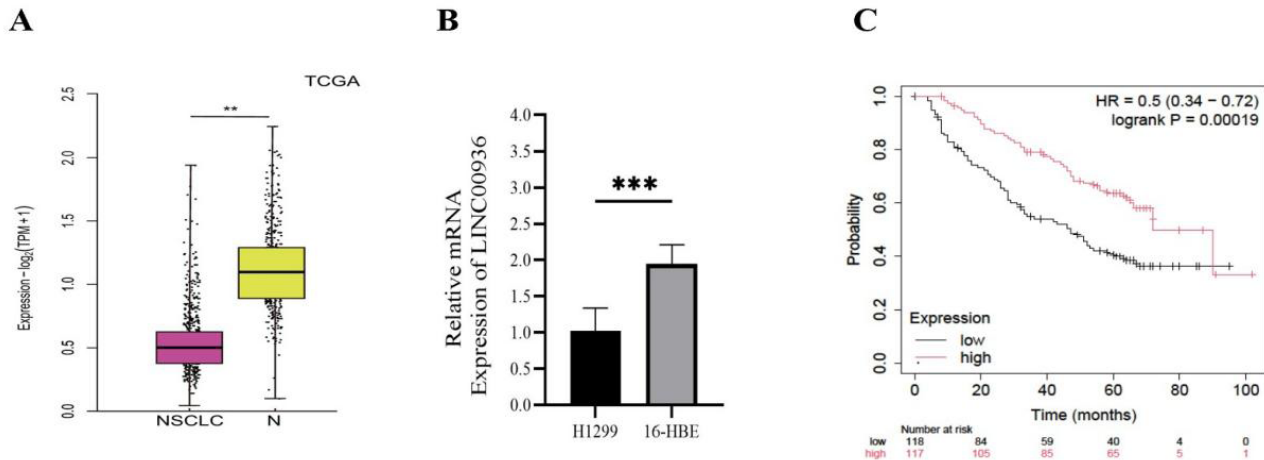 A
TCGA
Expression – log₂(TPM+1)
2.5
2.0
1.5
1.0
0.5
0.0
**
NSCLC N
B
Relative mRNA
Expression of LINC00936
4.0
3.5
3.0
2.5
2.0
1.5
1.0
0.5
0.0
***
H1299 16-HBE
C
HR = 0.5 (0.34 − 0.72)
logrank P = 0.00019
Probability
1.0
0.8
0.6
0.4
0.2
0.0
Expression
low
high
0 20 40 60 80 100
Time (months)
Number at risk
low 118 84 59 40 4 0
high 117 105 85 65 5 1